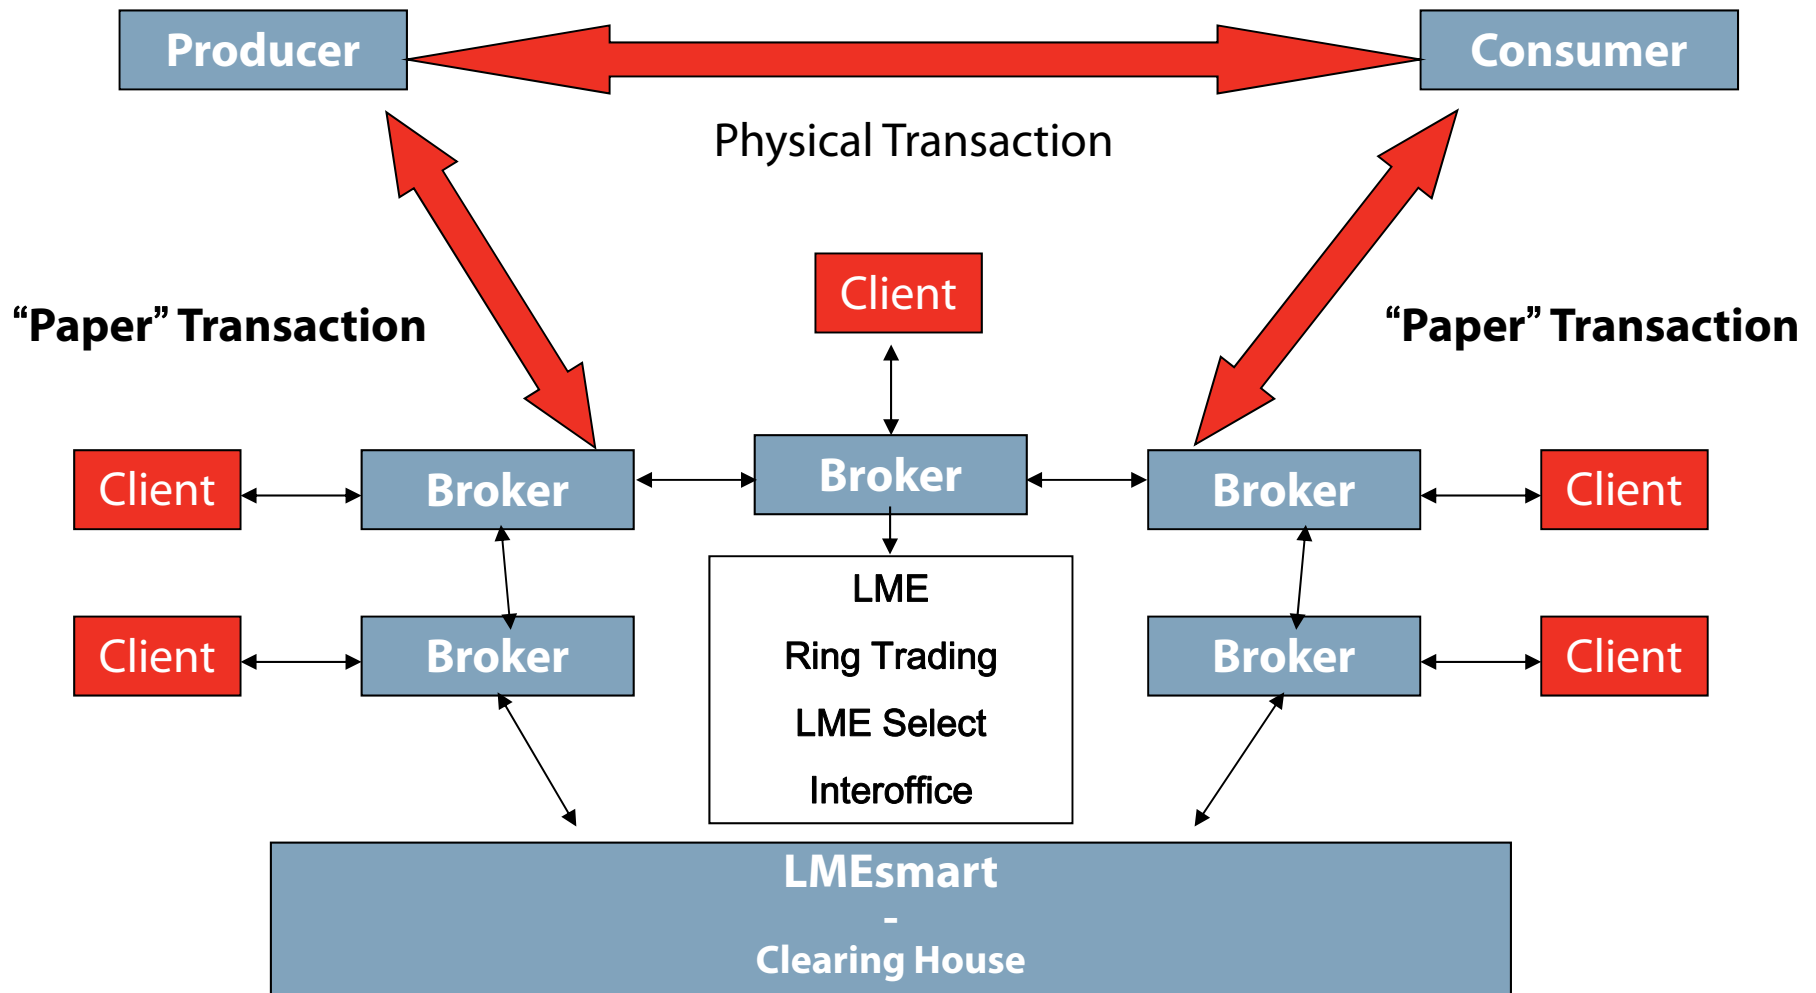 Producer
Consumer
Physical Transaction
Client
“Paper” Transaction
“Paper” Transaction
Client
Broker
Broker
Broker
Client
LME
Ring Trading
LME Select
Interoffice
Client
Broker
Broker
Client
LMEsmart
-
Clearing House